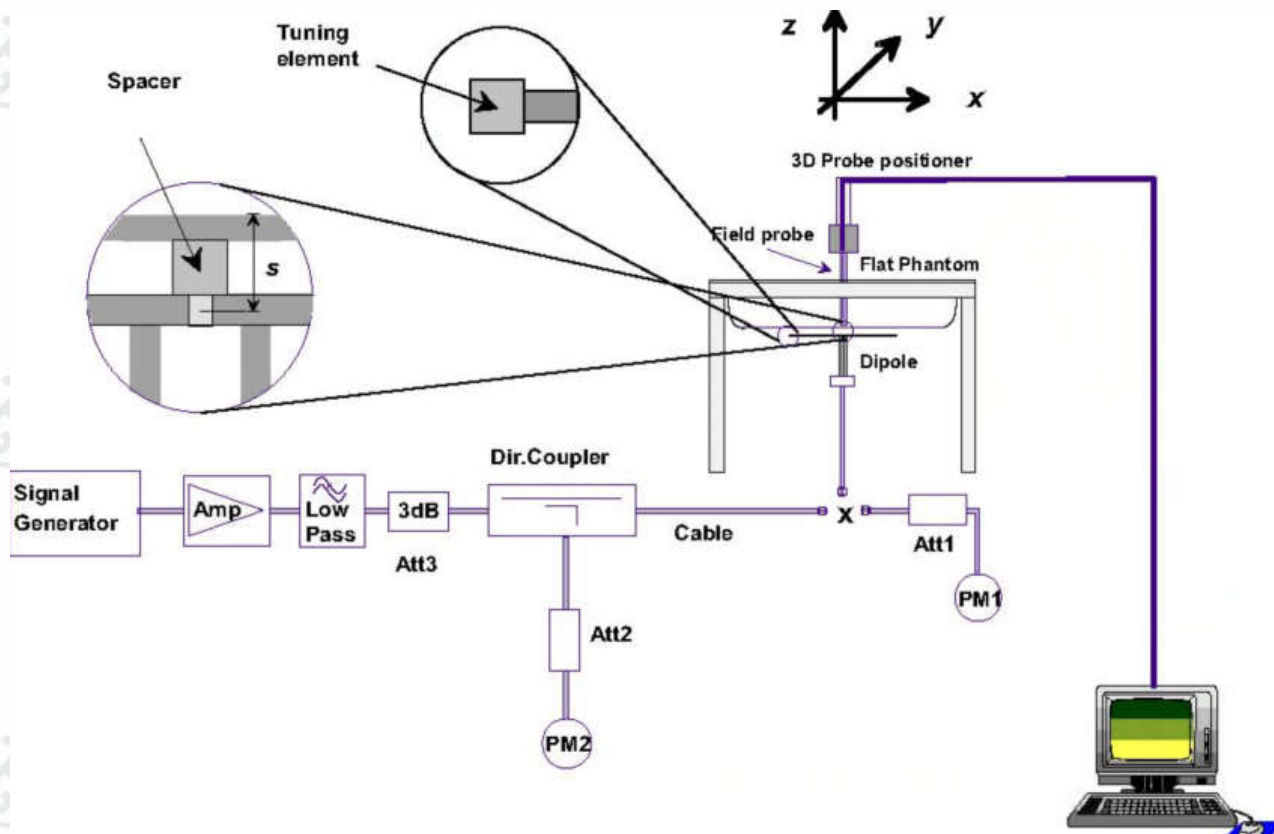 Tuning
element
Spacer
z
y
x
3D Probe positioner
Field probe
Flat Phantom
s
Dipole
Dir.Coupler
Signal
Generator
Amp
Low
Pass
3dB
Att3
Cable
x
Att1
PM1
Att2
PM2